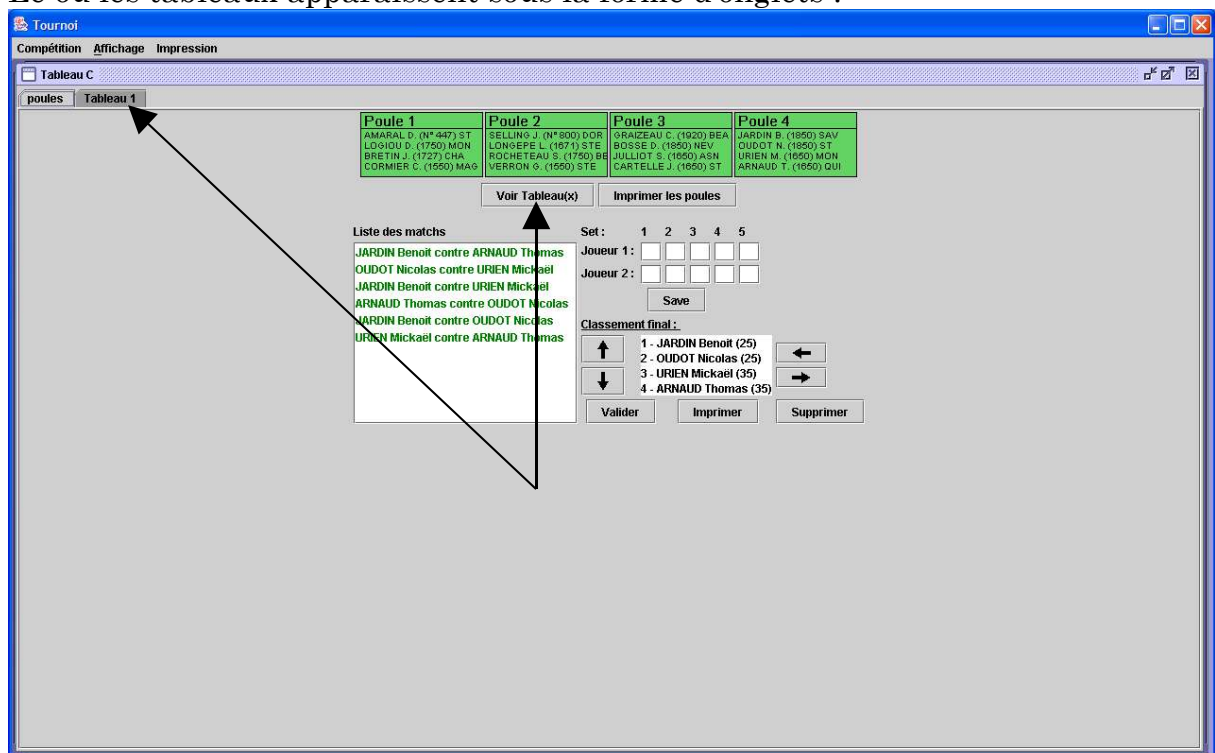 Le ou les tableaux apparaissent sous la forme d'onglets :
Tournoi
Compétition Affichage Impression
Tableau C
poules Tableau 1
Poule 1 Poule 2 Poule 3 Poule 4
AMARAL D. (N° 447) ST SELLING J. (N° 800) DOR GRAIZEAU C. (1920) BEA JARDIN B. (1850) SAV
LOGIOU D. (1750) MON LONGEPE L. (1671) STE BOSSE D. (1850) NEV OUDOT N. (1850) ST
BRETIN J. (1727) CHA ROCHETEAU S. (1750) BE JULLIOT S. (1650) ASN URIEN M. (1650) MON
CORMIER C. (1550) MAG VERRON G. (1550) STE CARTELLE J. (1650) ST ARNAUD T. (1650) QUI
Voir Tableau(x) Imprimer les poules
Liste des matchs Set : 1 2 3 4 5
JARDIN Benoit contre ARNAUD Thomas Joueur 1 :
OUDOT Nicolas contre URIEN Mickaël Joueur 2 :
JARDIN Benoit contre URIEN Mickaël
ARNAUD Thomas contre OUDOT Nicolas Save
JARDIN Benoit contre OUDOT Nicolas Classement final :
URIEN Mickaël contre ARNAUD Thomas
1 - JARDIN Benoit (25)
2 - OUDOT Nicolas (25)
3 - URIEN Mickaël (35)
4 - ARNAUD Thomas (35)
Valider Imprimer Supprimer